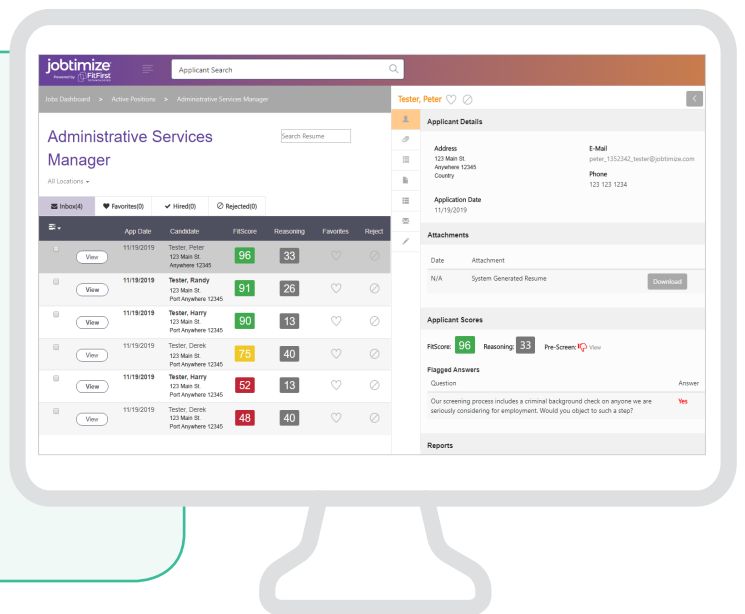 jobtimize
Powered by FitFirst
Applicant Search
Jobs Dashboard > Active Positions > Administrative Services Manager
Administrative Services
Manager
Search Resume
All Locations
Inbox(4) Favorites(0) Hired(0) Rejected(0)
App Date Candidate FitScore Reasoning Favorites Reject
View 11/19/2019 Tester, Peter 96 33
123 Main St.
Anywhere 12345
View 11/19/2019 Tester, Randy 91 26
123 Main St.
Port Anywhere 12345
View 11/19/2019 Tester, Harry 90 13
123 Main St.
Port Anywhere 12345
View 11/19/2019 Tester, Derek 75 40
123 Main St.
Port Anywhere 12345
View 11/19/2019 Tester, Harry 52 13
123 Main St.
Port Anywhere 12345
View 11/19/2019 Tester, Derek 48 40
123 Main St.
Port Anywhere 12345
Tester, Peter
Applicant Details
Address
123 Main St.
Anywhere 12345
Country
E-Mail
peter_1352342_tester@jobtimize.com
Phone
123 123 1234
Application Date
11/19/2019
Attachments
Date Attachment
N/A System Generated Resume Download
Applicant Scores
FitScore: 96 Reasoning: 33 Pre-Screen: View
Flagged Answers
Question Answer
Our screening process includes a criminal background check on anyone we are Yes
seriously considering for employment. Would you object to such a step?
Reports